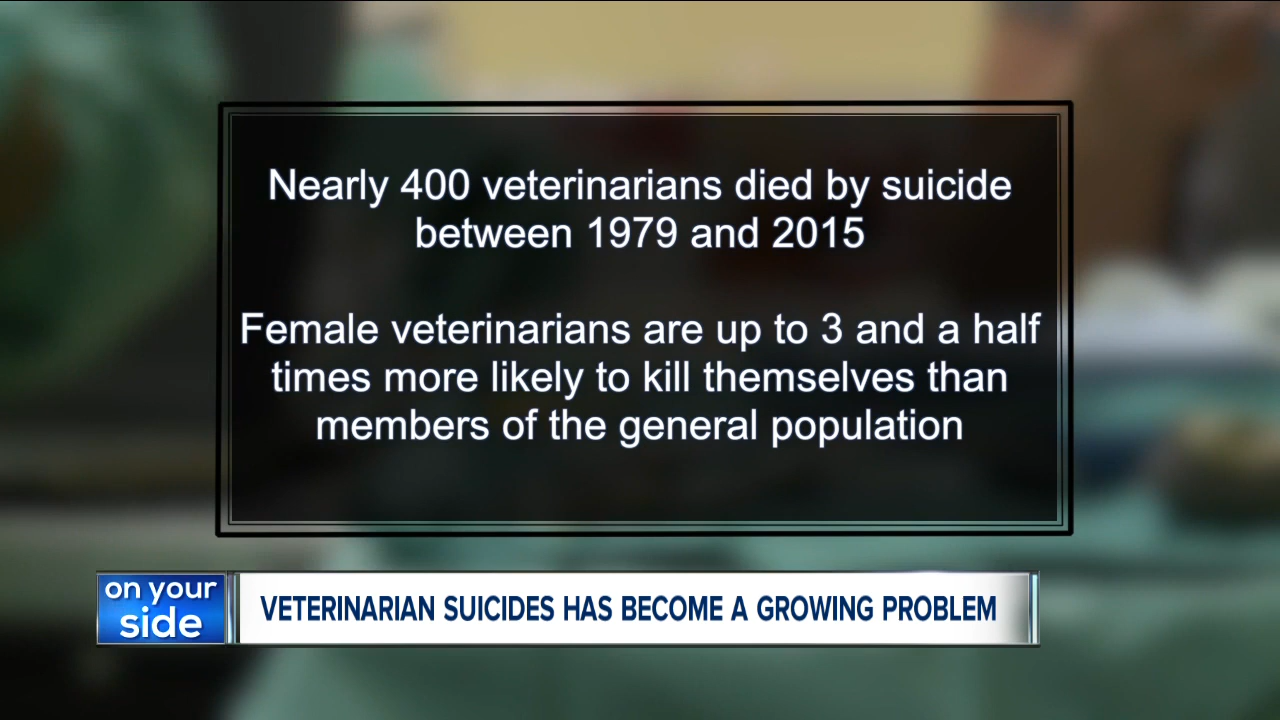 Nearly 400 veterinarians died by suicide
between 1979 and 2015
Female veterinarians are up to 3 and a half
times more likely to kill themselves than
members of the general population
on your
side
VETERINARIAN SUICIDES HAS BECOME A GROWING PROBLEM